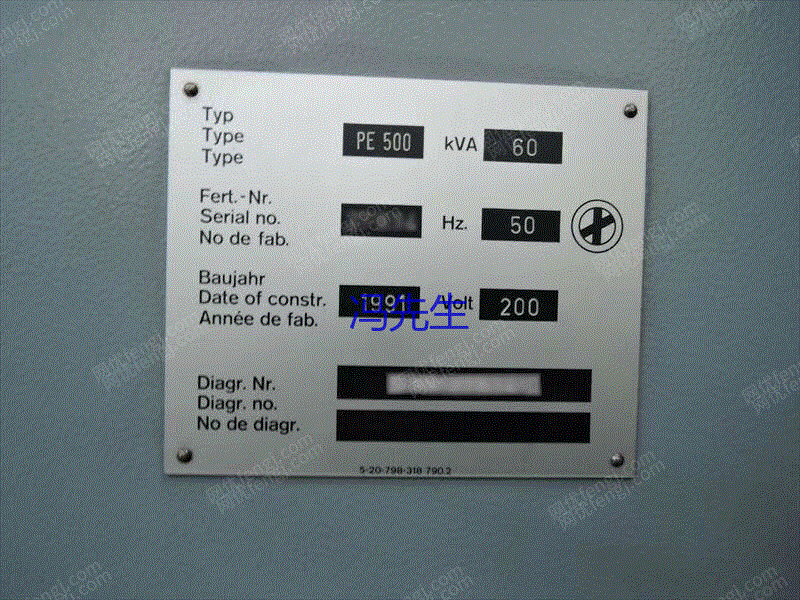 Typ
Type
Type
PE 500
kVA
60
Fert.-Nr.
Serial no.
No de fab.
Hz.
50
Baujahr
Date of constr.
Année de fab.
1991
Volt
200
冯先生
Diagr. Nr.
Diagr. no.
No de diagr.
5-20-798-318 790.2